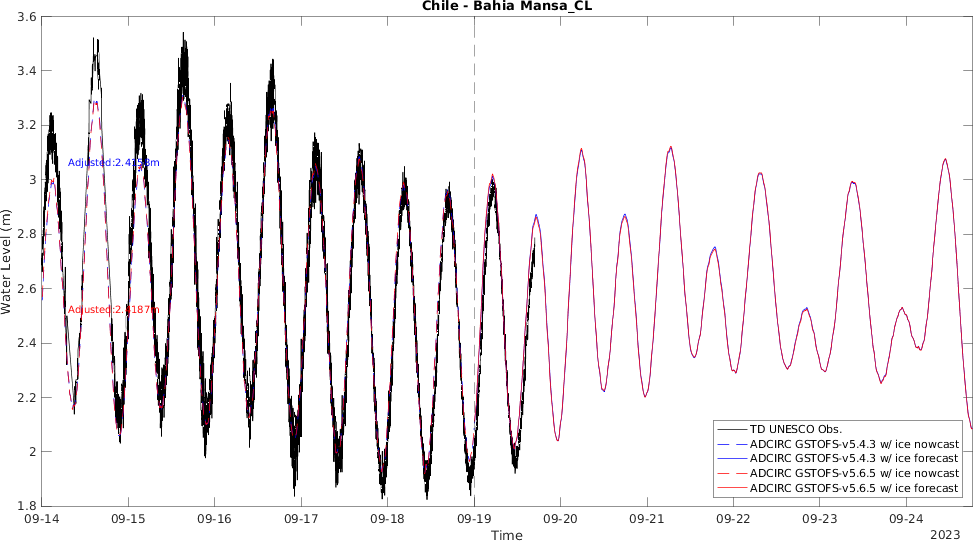 Chile - Bahia Mansa_CL
Water Level (m)
3.6
3.4
3.2
3
2.8
2.6
2.4
2.2
2
1.8
Adjusted:
Adjusted:
TD UNESCO Obs.
ADCIRC GSTOFS-v5.4.3 w/ ice nowcast
ADCIRC GSTOFS-v5.4.3 w/ ice forecast
ADCIRC GSTOFS-v5.6.5 w/ ice nowcast
ADCIRC GSTOFS-v5.6.5 w/ ice forecast
09-14 09-15 09-16 09-17 09-18 09-19 09-20 09-21 09-22 09-23 09-24
Time
2023